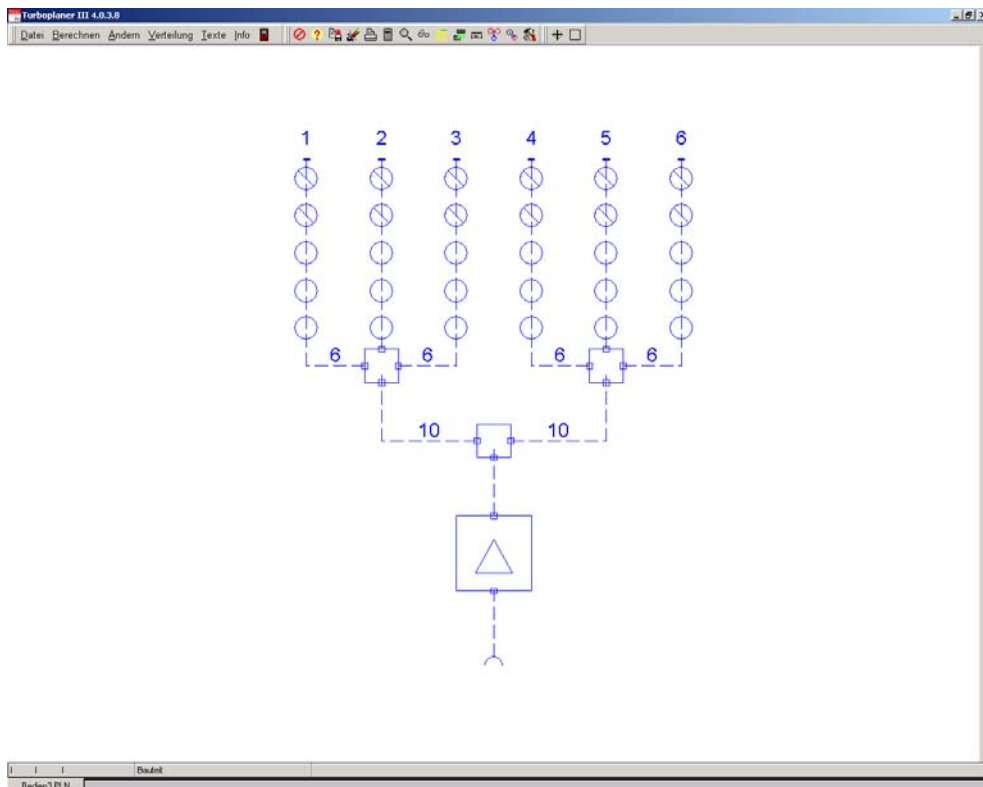 Turboplaner III 4.0.3.8
Datei Berechnen Ändern Verteilung Texte Info
1 2 3 4 5 6
6 6 6 6
10 10
Bauteil